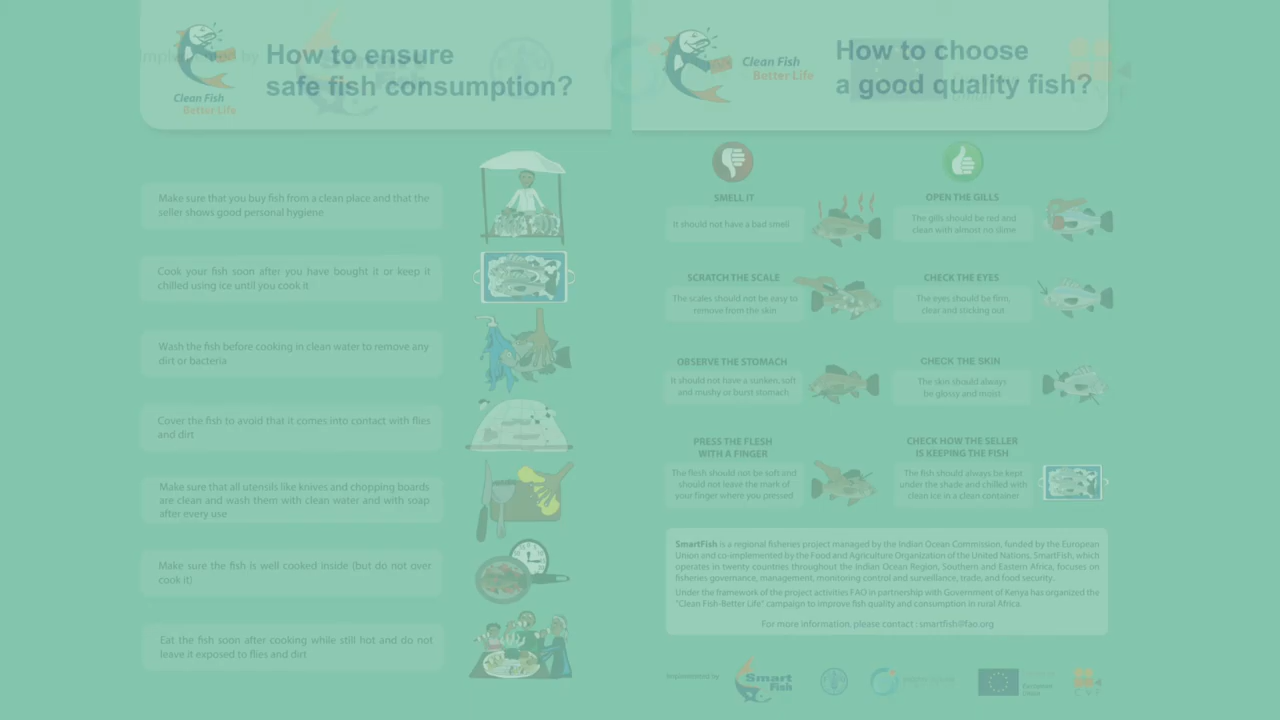 How to ensure
safe fish consumption?
Clean Fish
Better Life
Make sure that you buy fish from a clean place and that the
seller shows good personal hygiene
Cook your fish soon after you have bought it or keep it
chilled using ice until you cook it
Wash the fish before cooking in clean water to remove any
dirt or bacteria
Cover the fish to avoid that it comes into contact with flies
and dirt
Make sure that all utensils like knives and chopping boards
are clean and wash them with clean water and with soap
after every use
Make sure the fish is well cooked inside (but do not over
cook it)
Eat the fish soon after cooking while still hot and do not
leave it exposed to flies and dirt
Clean Fish
Better Life
How to choose
a good quality fish?
SMELL IT
It should not have a bad smell
OPEN THE GILLS
The gills should be red and
clean with almost no slime
SCRATCH THE SCALE
The scales should not be easy to
remove from the skin
CHECK THE EYES
The eyes should be firm,
clear and sticking out
OBSERVE THE STOMACH
It should not have a sunken, soft
and mushy or burst stomach
CHECK THE SKIN
The skin should always
be glossy and moist
PRESS THE FLESH
WITH A FINGER
The flesh should not be soft and
should not leave the mark of
your finger where you pressed
CHECK HOW THE SELLER
IS KEEPING THE FISH
The fish should always be kept
under the shade and chilled with
clean ice in a clean container
SmartFish is a regional fisheries project managed by the Indian Ocean Commission, funded by the European
Union and co-implemented by the Food and Agriculture Organization of the United Nations. SmartFish, which
operates in twenty countries throughout the Indian Ocean Region, Southern and Eastern Africa, focuses on
fisheries governance, management, monitoring control and surveillance, trade, and food security.
Under the framework of the project activities FAO in partnership with Government of Kenya has organized the
"Clean Fish-Better Life" campaign to improve fish quality and consumption in rural Africa.
For more information, please contact : smartfish@fao.org
Smart
Fish
European
Union